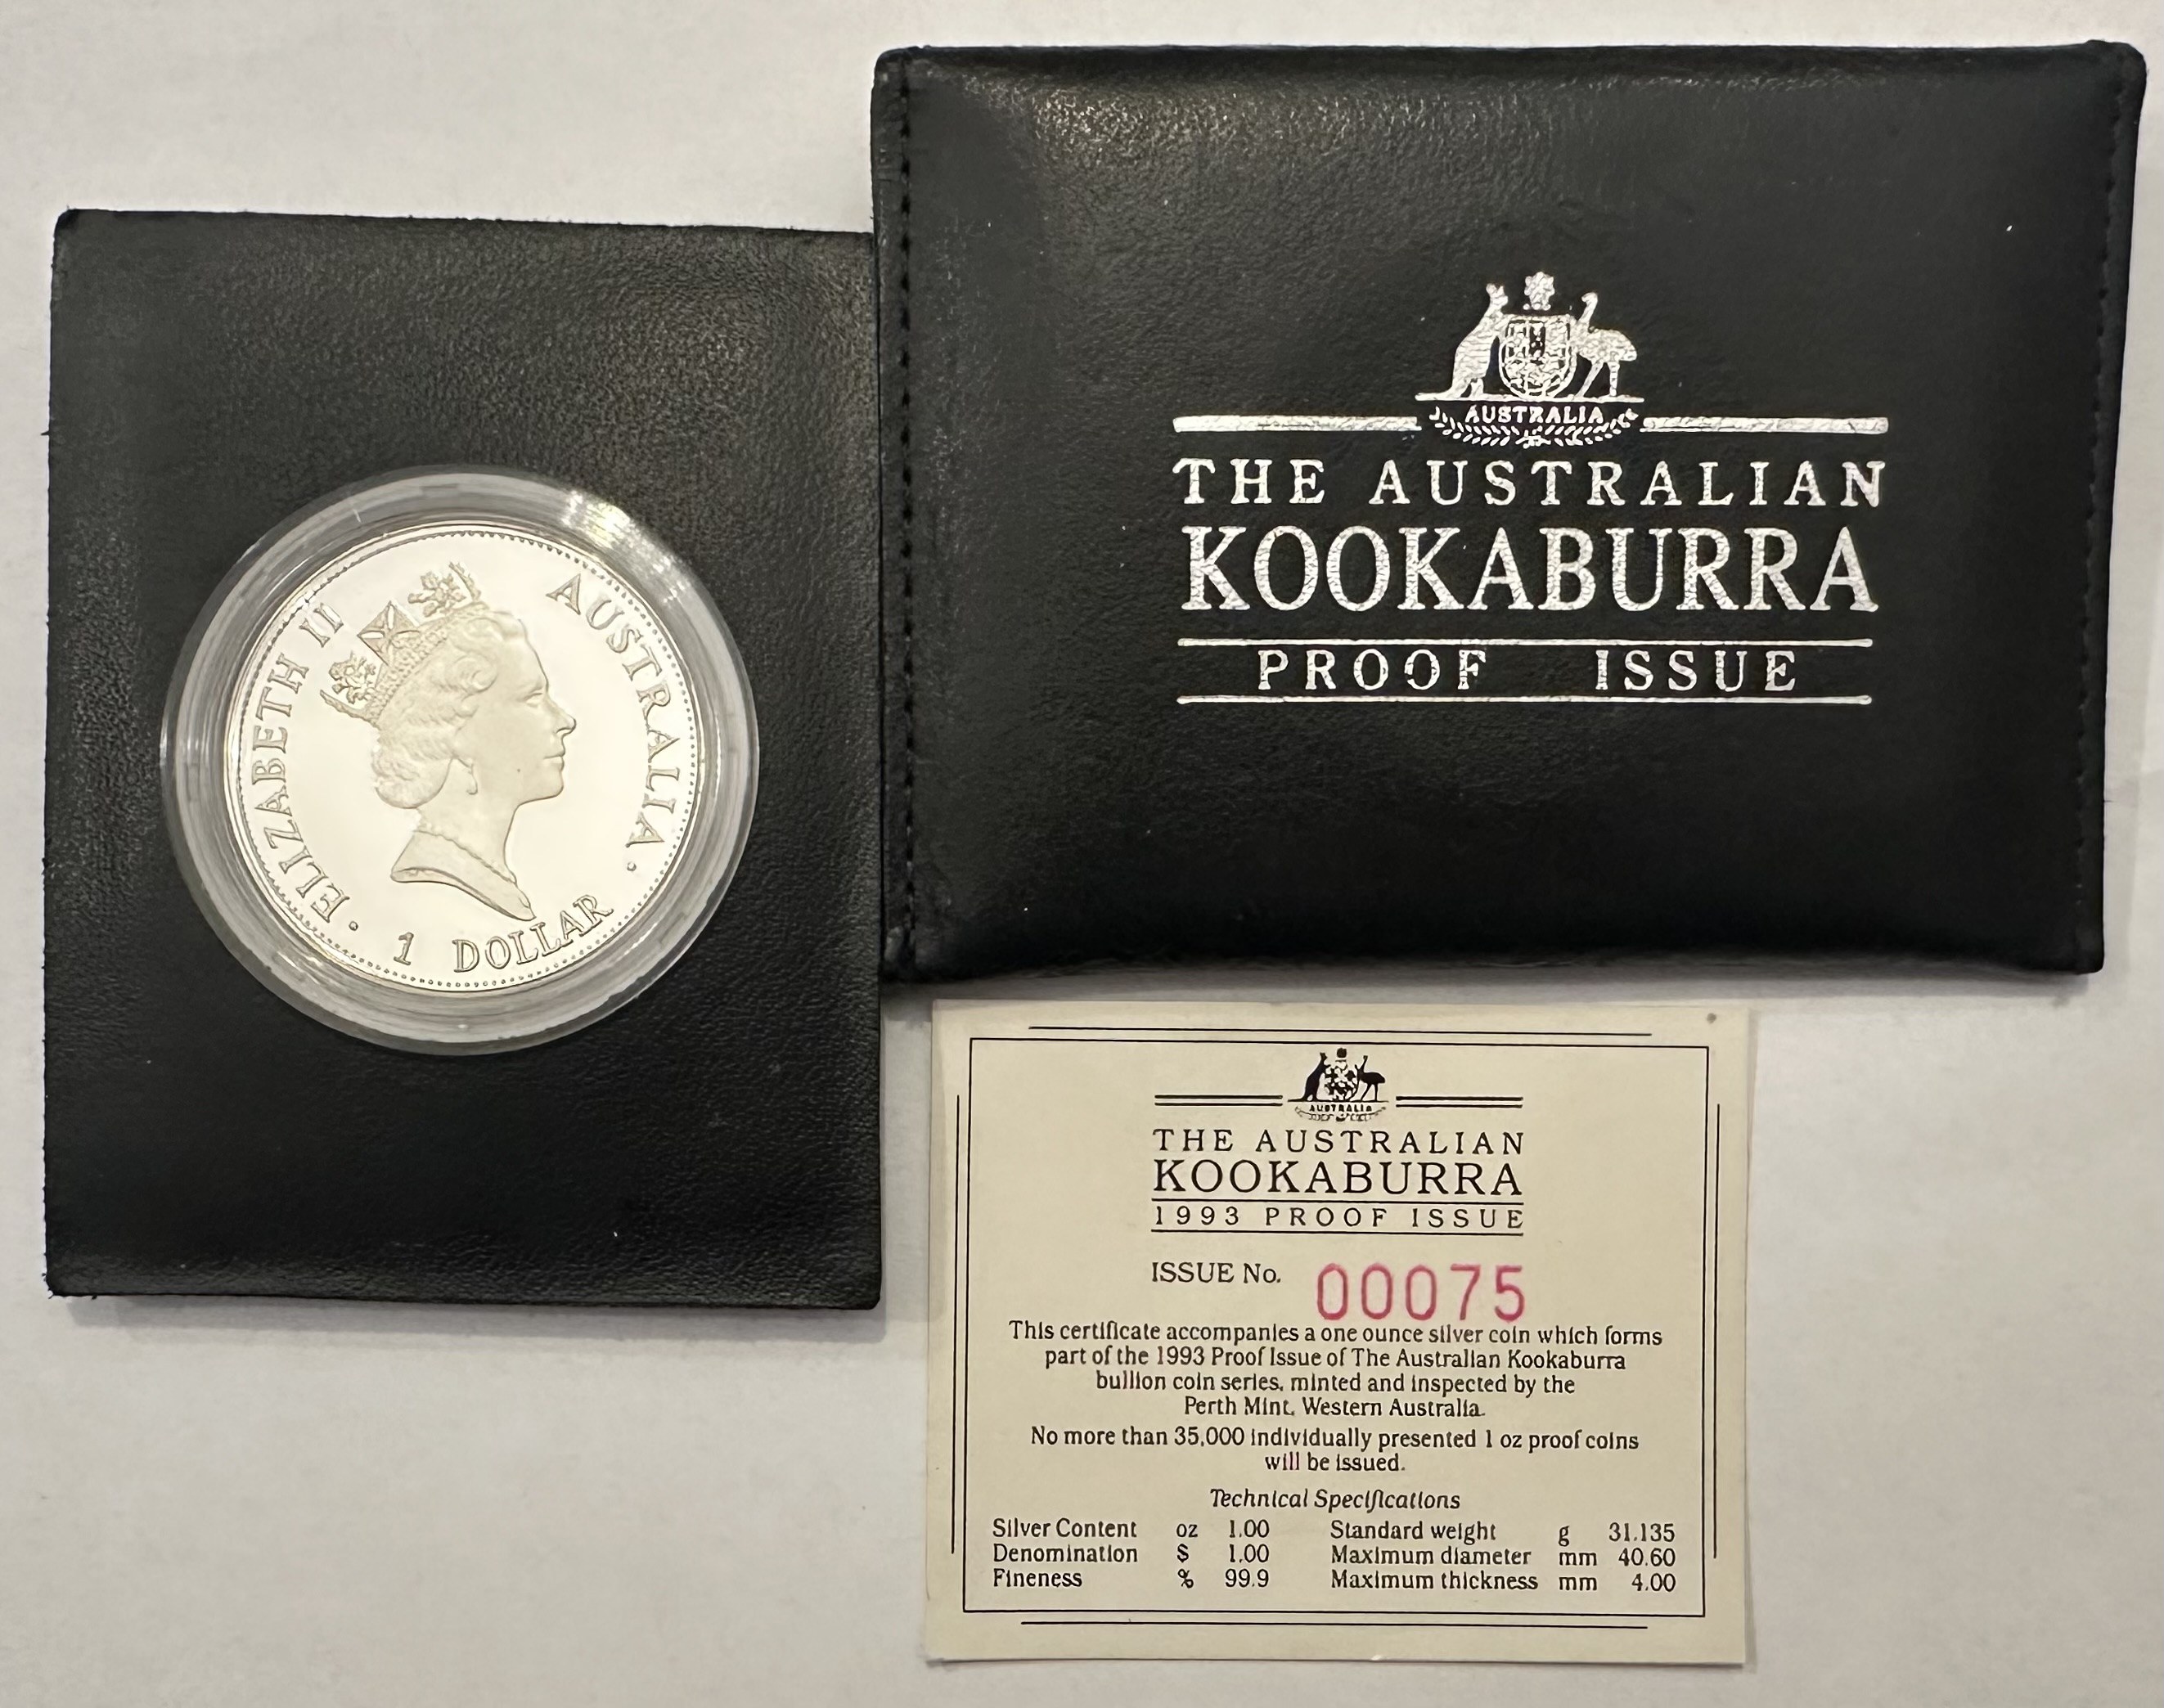 ELIZABETH II
AUSTRALIA
1 DOLLAR
AUSTRALIA
THE AUSTRALIAN
KOOKABURRA
PROOF ISSUE
AUSTRALIA
THE AUSTRALIAN
KOOKABURRA
1993 PROOF ISSUE
ISSUE No. 00075
This certificate accompanies a one ounce silver coin which forms
part of the 1993 Proof Issue of The Australian Kookaburra
bullion coin series, minted and inspected by the
Perth Mint, Western Australia.
No more than 35,000 individually presented 1 oz proof coins
will be issued.
Technical Specifications
Silver Content oz 1.00 Standard weight g 31.135
Denomination $ 1.00 Maximum diameter mm 40.60
Fineness % 99.9 Maximum thickness mm 4.00